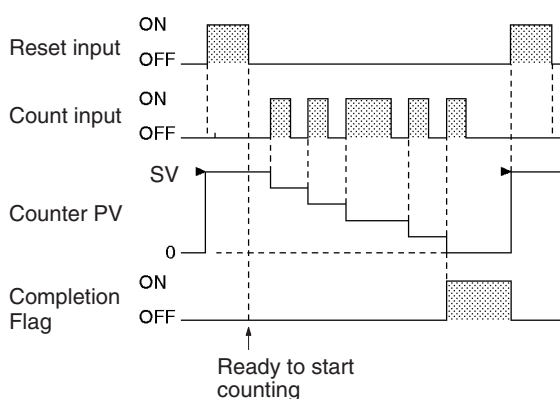 ON
Reset input
OFF
ON
Count input
OFF
SV
Counter PV
0
ON
Completion
Flag
OFF
Ready to start
counting